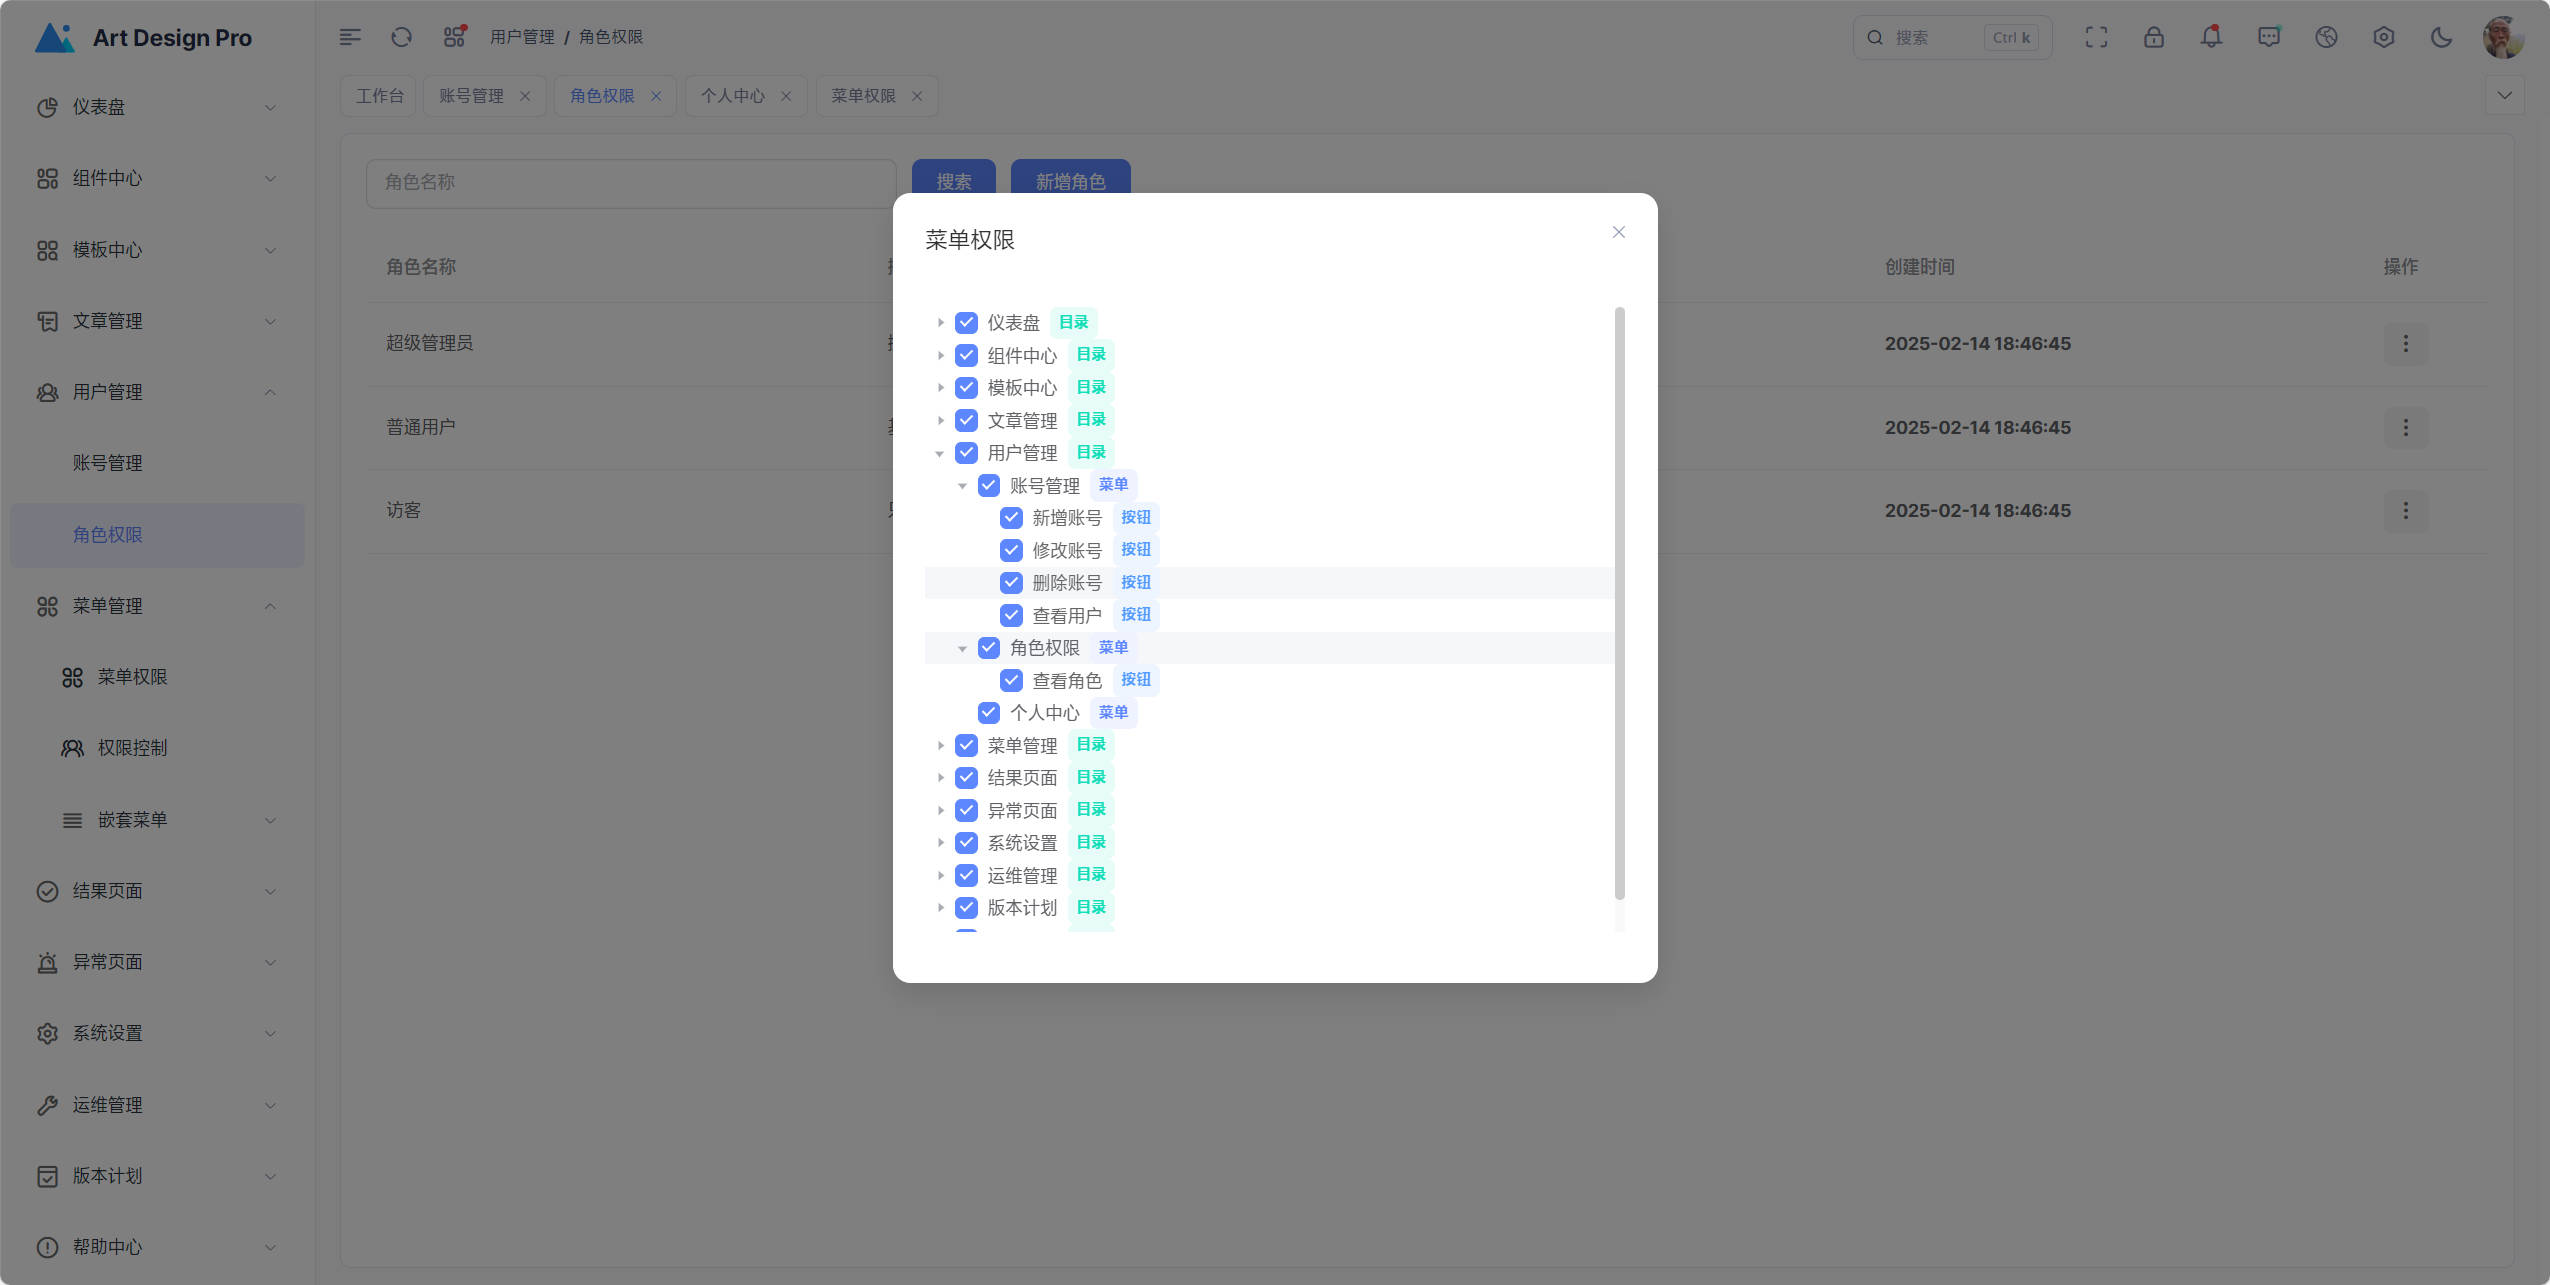 Art Design Pro
仪表盘
组件中心
模板中心
文章管理
用户管理
账号管理
角色权限
菜单管理
菜单权限
权限控制
嵌套菜单
结果页面
异常页面
系统设置
运维管理
版本计划
帮助中心
用户管理 / 角色权限
搜索 Ctrl k
工作台 账号管理 角色权限 个人中心 菜单权限
角色名称 搜索 新增角色
角色名称 创建时间 操作
超级管理员 2025-02-14 18:46:45
普通用户 2025-02-14 18:46:45
访客 2025-02-14 18:46:45
菜单权限
仪表盘 目录
组件中心 目录
模板中心 目录
文章管理 目录
用户管理 目录
账号管理 菜单
新增账号 按钮
修改账号 按钮
删除账号 按钮
查看用户 按钮
角色权限 菜单
查看角色 按钮
个人中心 菜单
菜单管理 目录
结果页面 目录
异常页面 目录
系统设置 目录
运维管理 目录
版本计划 目录